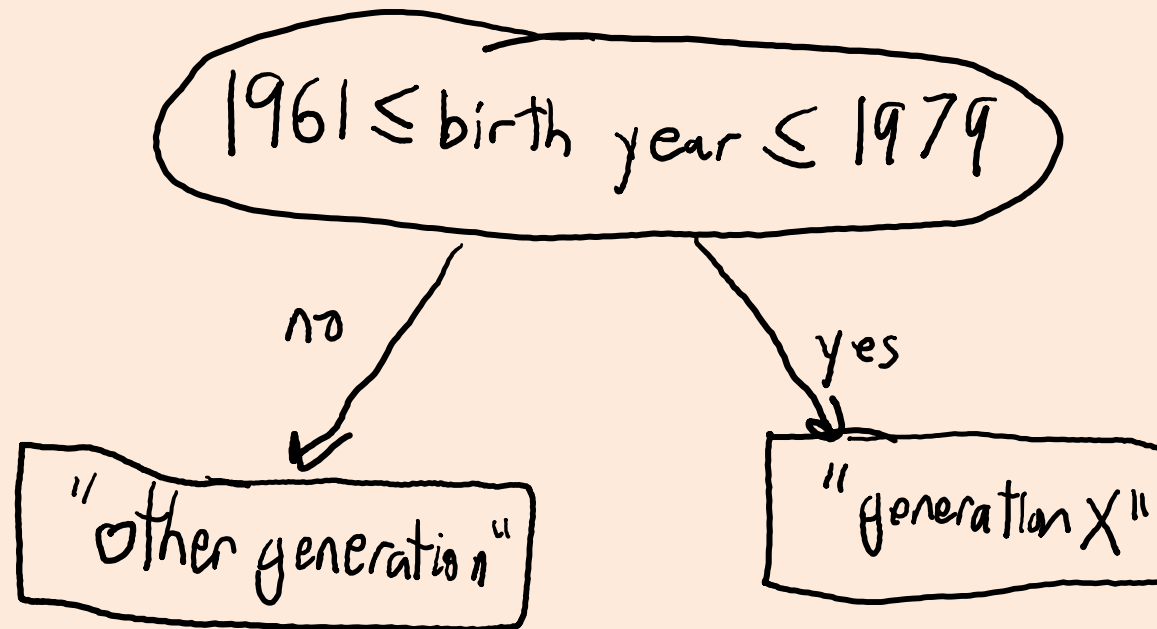 1961 ≤ birth year ≤ 1979
no
yes
"other generation"
"generation X"